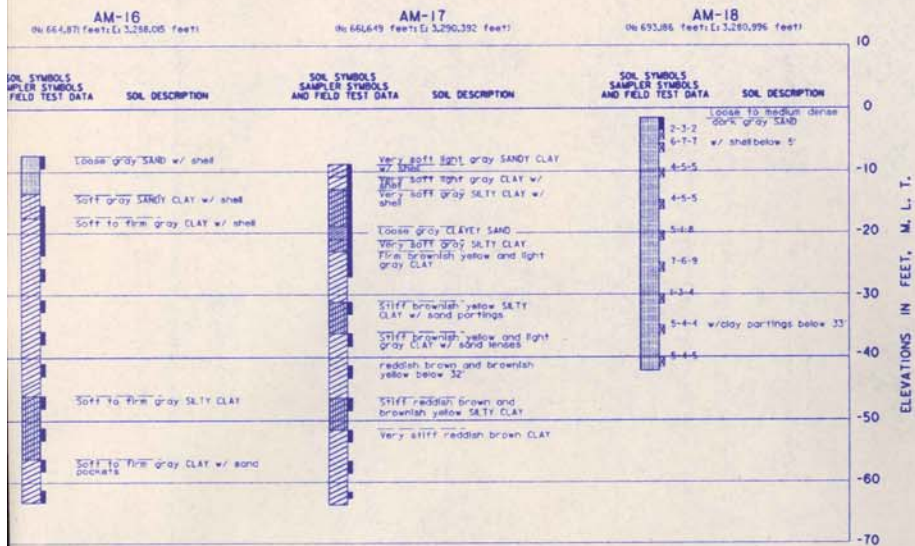 AM-16
(N: 664,871 feet; E: 3,288,015 feet)
AM-17
(N: 661,649 feet; E: 3,290,392 feet)
AM-18
(N: 693,186 feet; E: 3,280,996 feet)
SOIL SYMBOLS
SAMPLER SYMBOLS
FIELD TEST DATA
SOIL DESCRIPTION
Loose gray SAND w/ shell
Soft gray SANDY CLAY w/ shell
Soft to firm gray CLAY w/ shell
Soft to firm gray SILTY CLAY
Soft to firm gray CLAY w/ sand
pockets
SOIL SYMBOLS
SAMPLER SYMBOLS
AND FIELD TEST DATA
SOIL DESCRIPTION
Very soft light gray SANDY CLAY
w/ shell
Very soft light gray CLAY w/
shell
Very soft gray SILTY CLAY w/
shell
Loose gray CLAYEY SAND
Very soft gray SILTY CLAY
Firm brownish yellow and light
gray CLAY
Stiff brownish yellow SILTY
CLAY w/ sand partings
Stiff brownish yellow and light
gray CLAY w/ sand lenses
reddish brown and brownish
yellow below 32'
Stiff reddish brown and
brownish yellow SILTY CLAY
Very stiff reddish brown CLAY
SOIL SYMBOLS
SAMPLER SYMBOLS
AND FIELD TEST DATA
SOIL DESCRIPTION
Loose to medium dense
dark gray SAND
2-3-2
6-7-7 w/ shell below 5'
4-5-5
4-5-5
7-6-9
1-3-4
5-4-4 w/clay partings below 33'
5-4-5
10
0
-10
-20
-30
-40
-50
-60
-70
ELEVATIONS IN FEET, M. L. T.